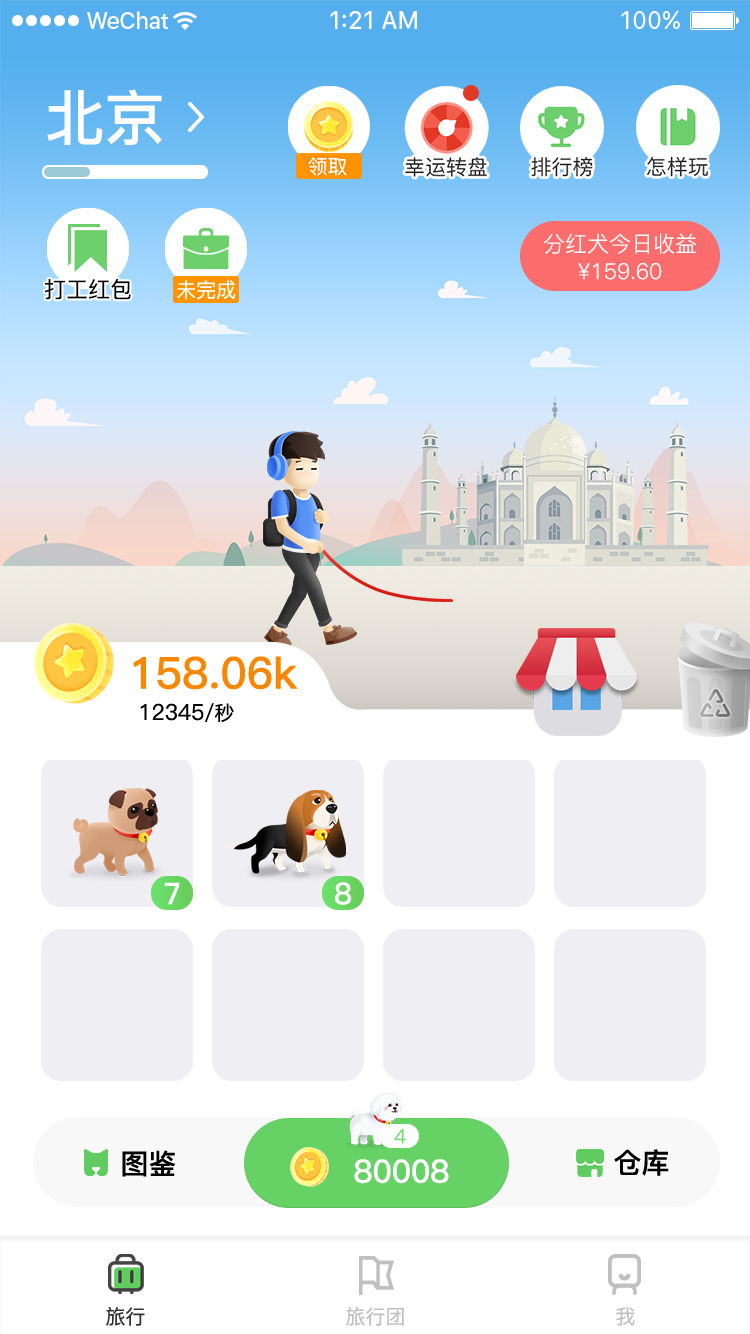 WeChat 1:21 AM 100%
北京
领取 幸运转盘 排行榜 怎样玩
打工红包 未完成
分红犬今日收益
¥159.60
158.06k
12345/秒
7 8
4
图鉴 80008 仓库
旅行 旅行团 我